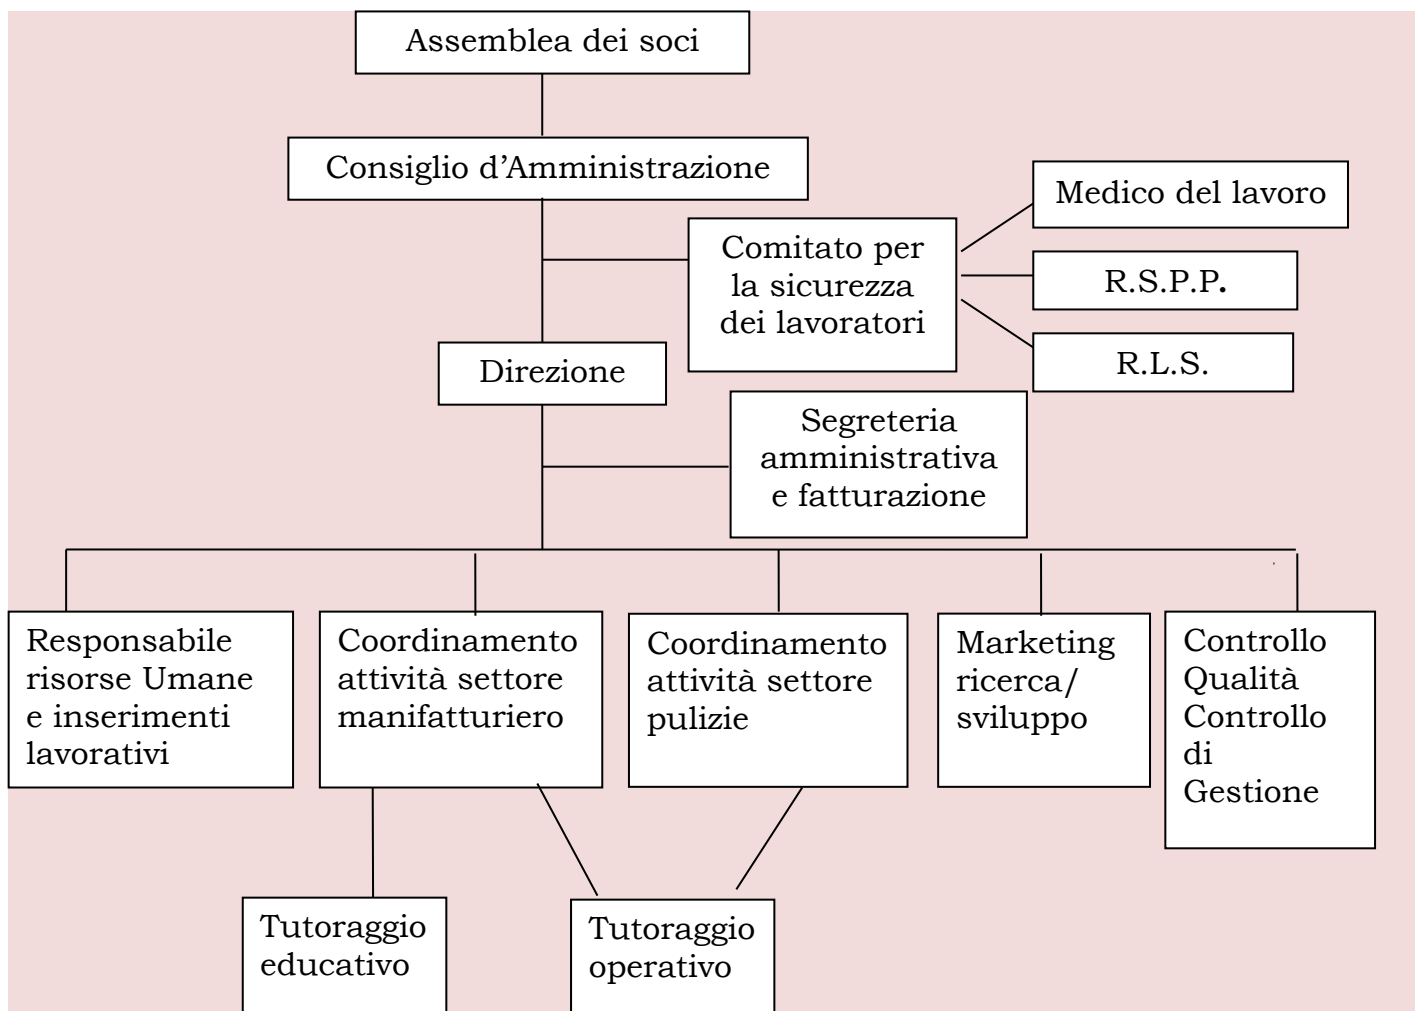 Assemblea dei soci
Consiglio d’Amministrazione
Medico del lavoro
Comitato per
la sicurezza
dei lavoratori
R.S.P.P.
R.L.S.
Direzione
Segreteria
amministrativa
e fatturazione
Responsabile
risorse Umane
e inserimenti
lavorativi
Coordinamento
attività settore
manifatturiero
Coordinamento
attività settore
pulizie
Marketing
ricerca/
sviluppo
Controllo
Qualità
Controllo
di
Gestione
Tutoraggio
educativo
Tutoraggio
operativo